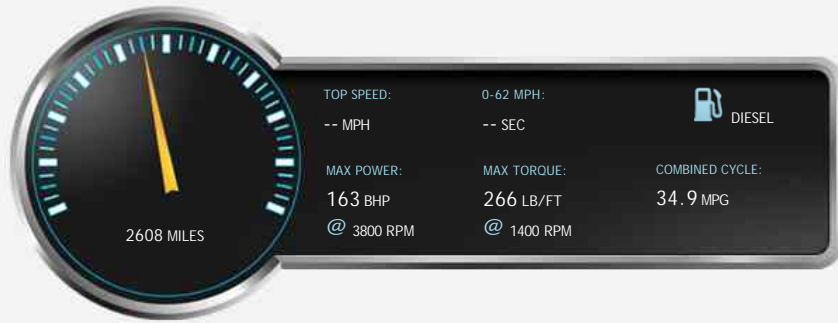 TOP SPEED:
-- MPH
0-62 MPH:
-- SEC
DIESEL
MAX POWER:
163 BHP
@ 3800 RPM
MAX TORQUE:
266 LB/FT
@ 1400 RPM
COMBINED CYCLE:
34.9 MPG
2608 MILES